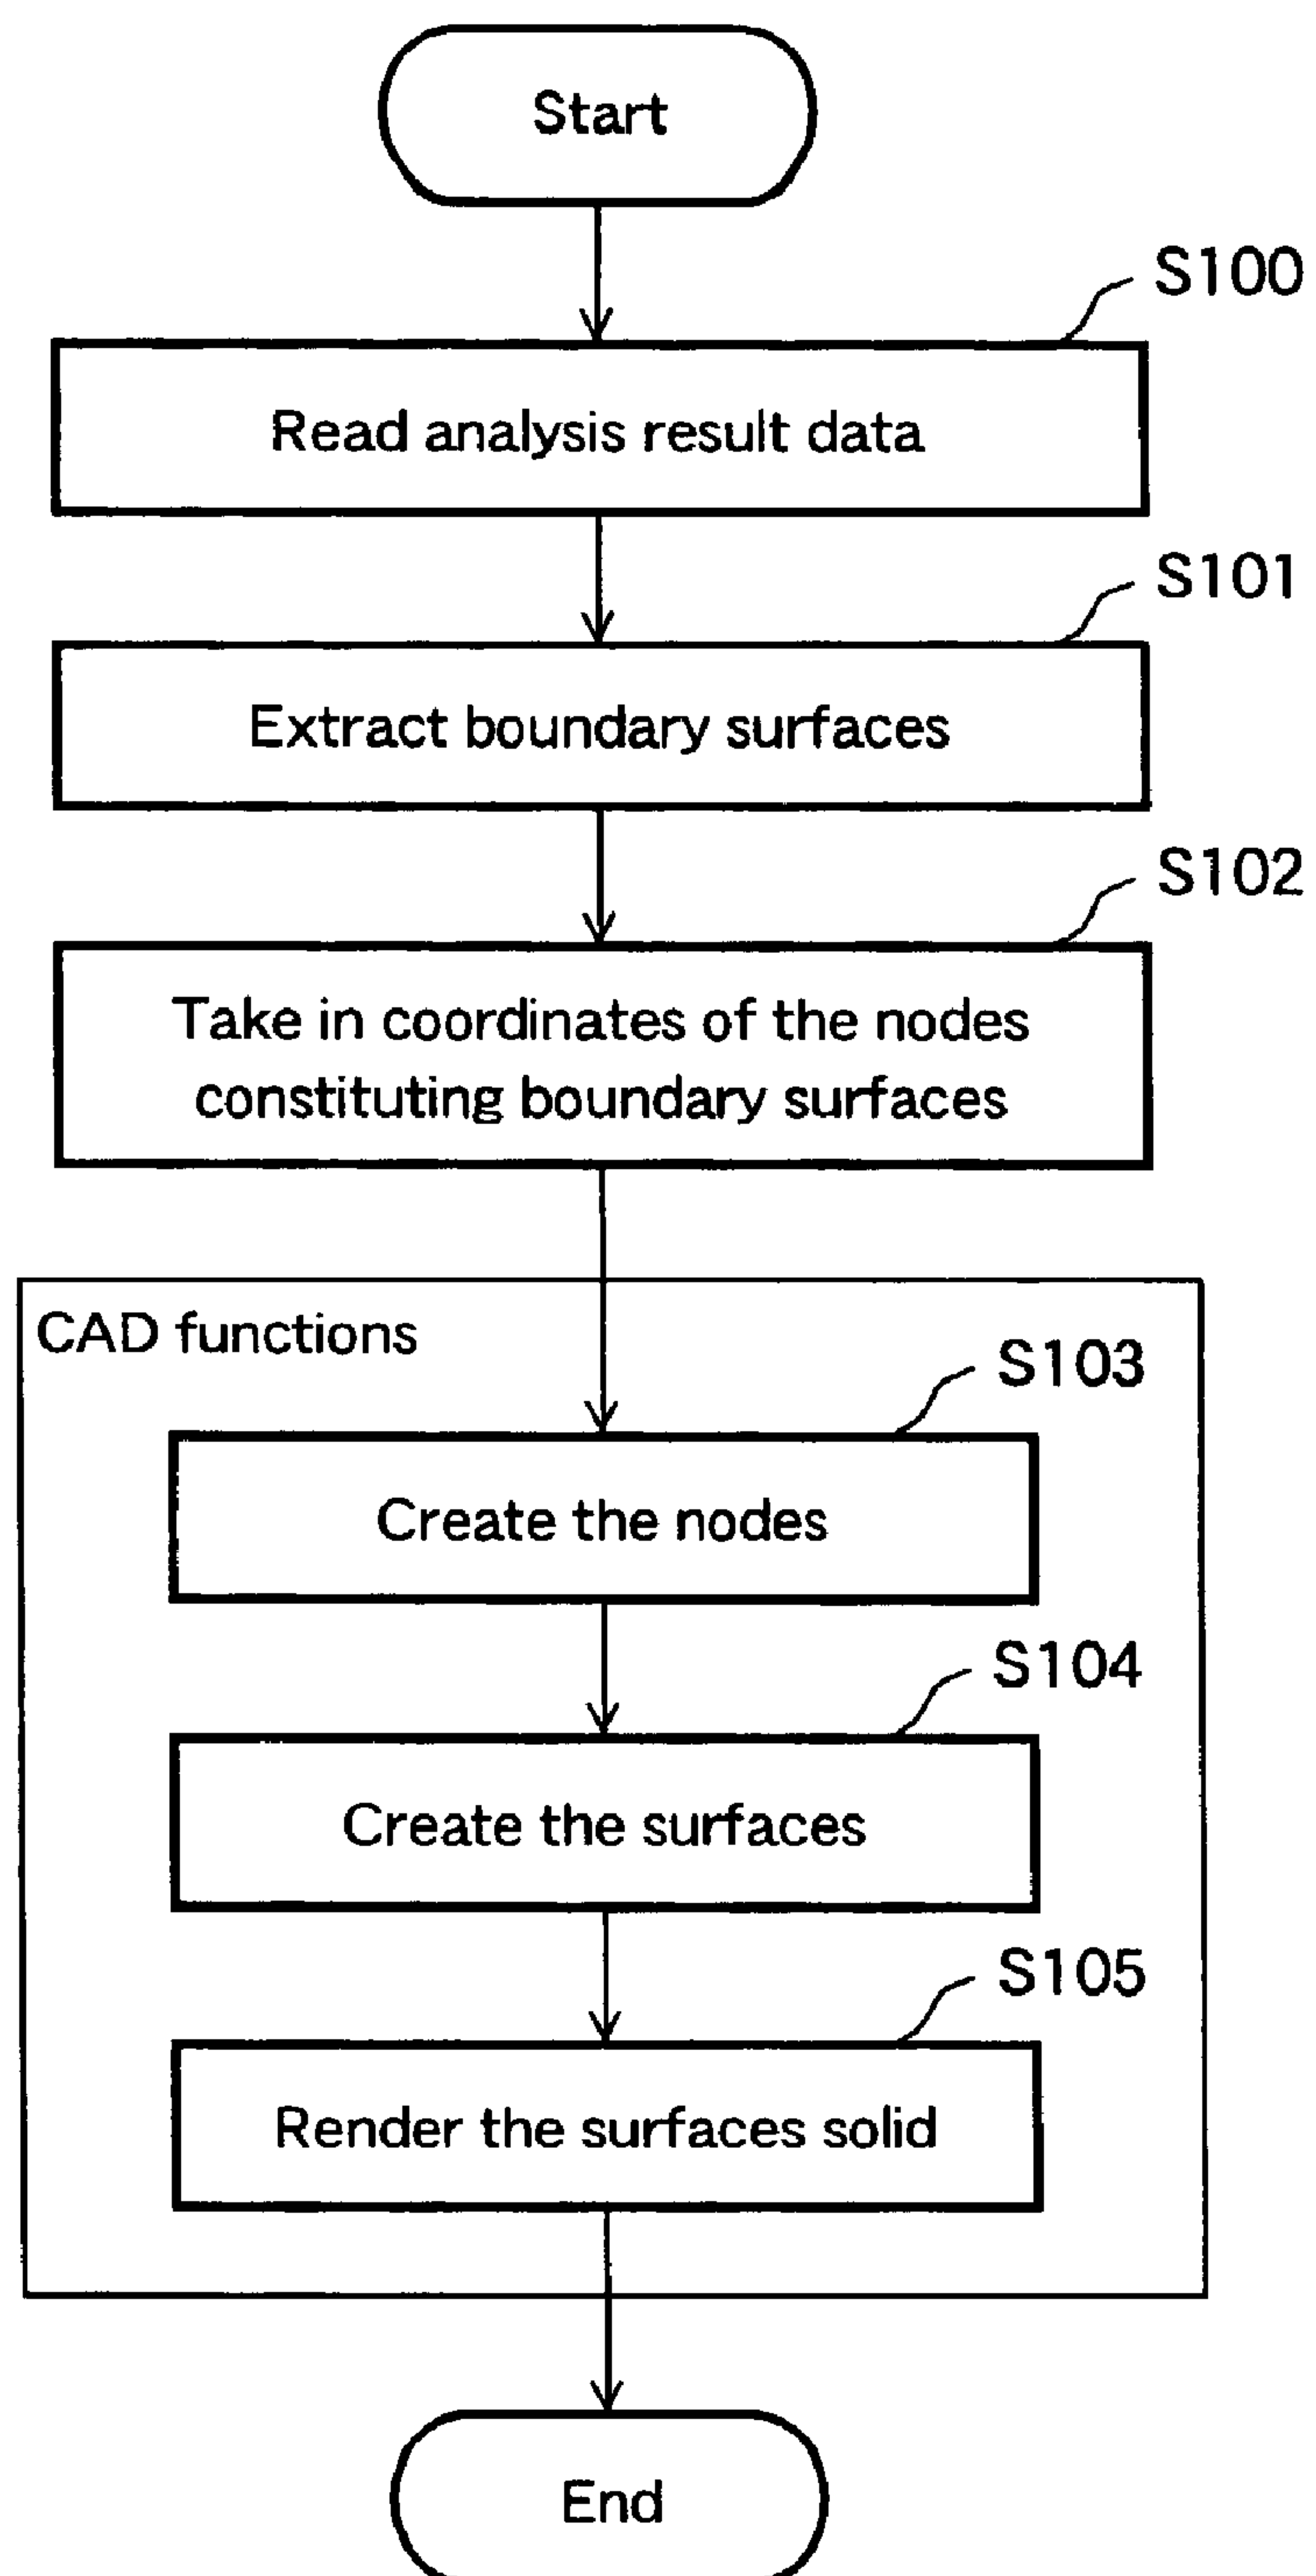 Start
S100
Read analysis result data
S101
Extract boundary surfaces
S102
Take in coordinates of the nodes
constituting boundary surfaces
CAD functions
S103
Create the nodes
S104
Create the surfaces
S105
Render the surfaces solid
End